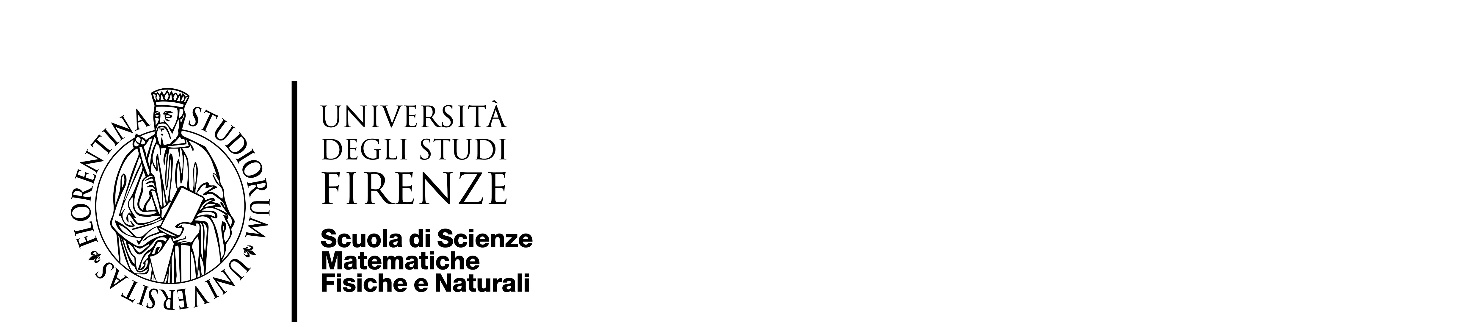 FLORENTINA STUDIORUM UNIVERSITAS
UNIVERSITÀ
DEGLI STUDI
FIRENZE
Scuola di Scienze
Matematiche
Fisiche e Naturali